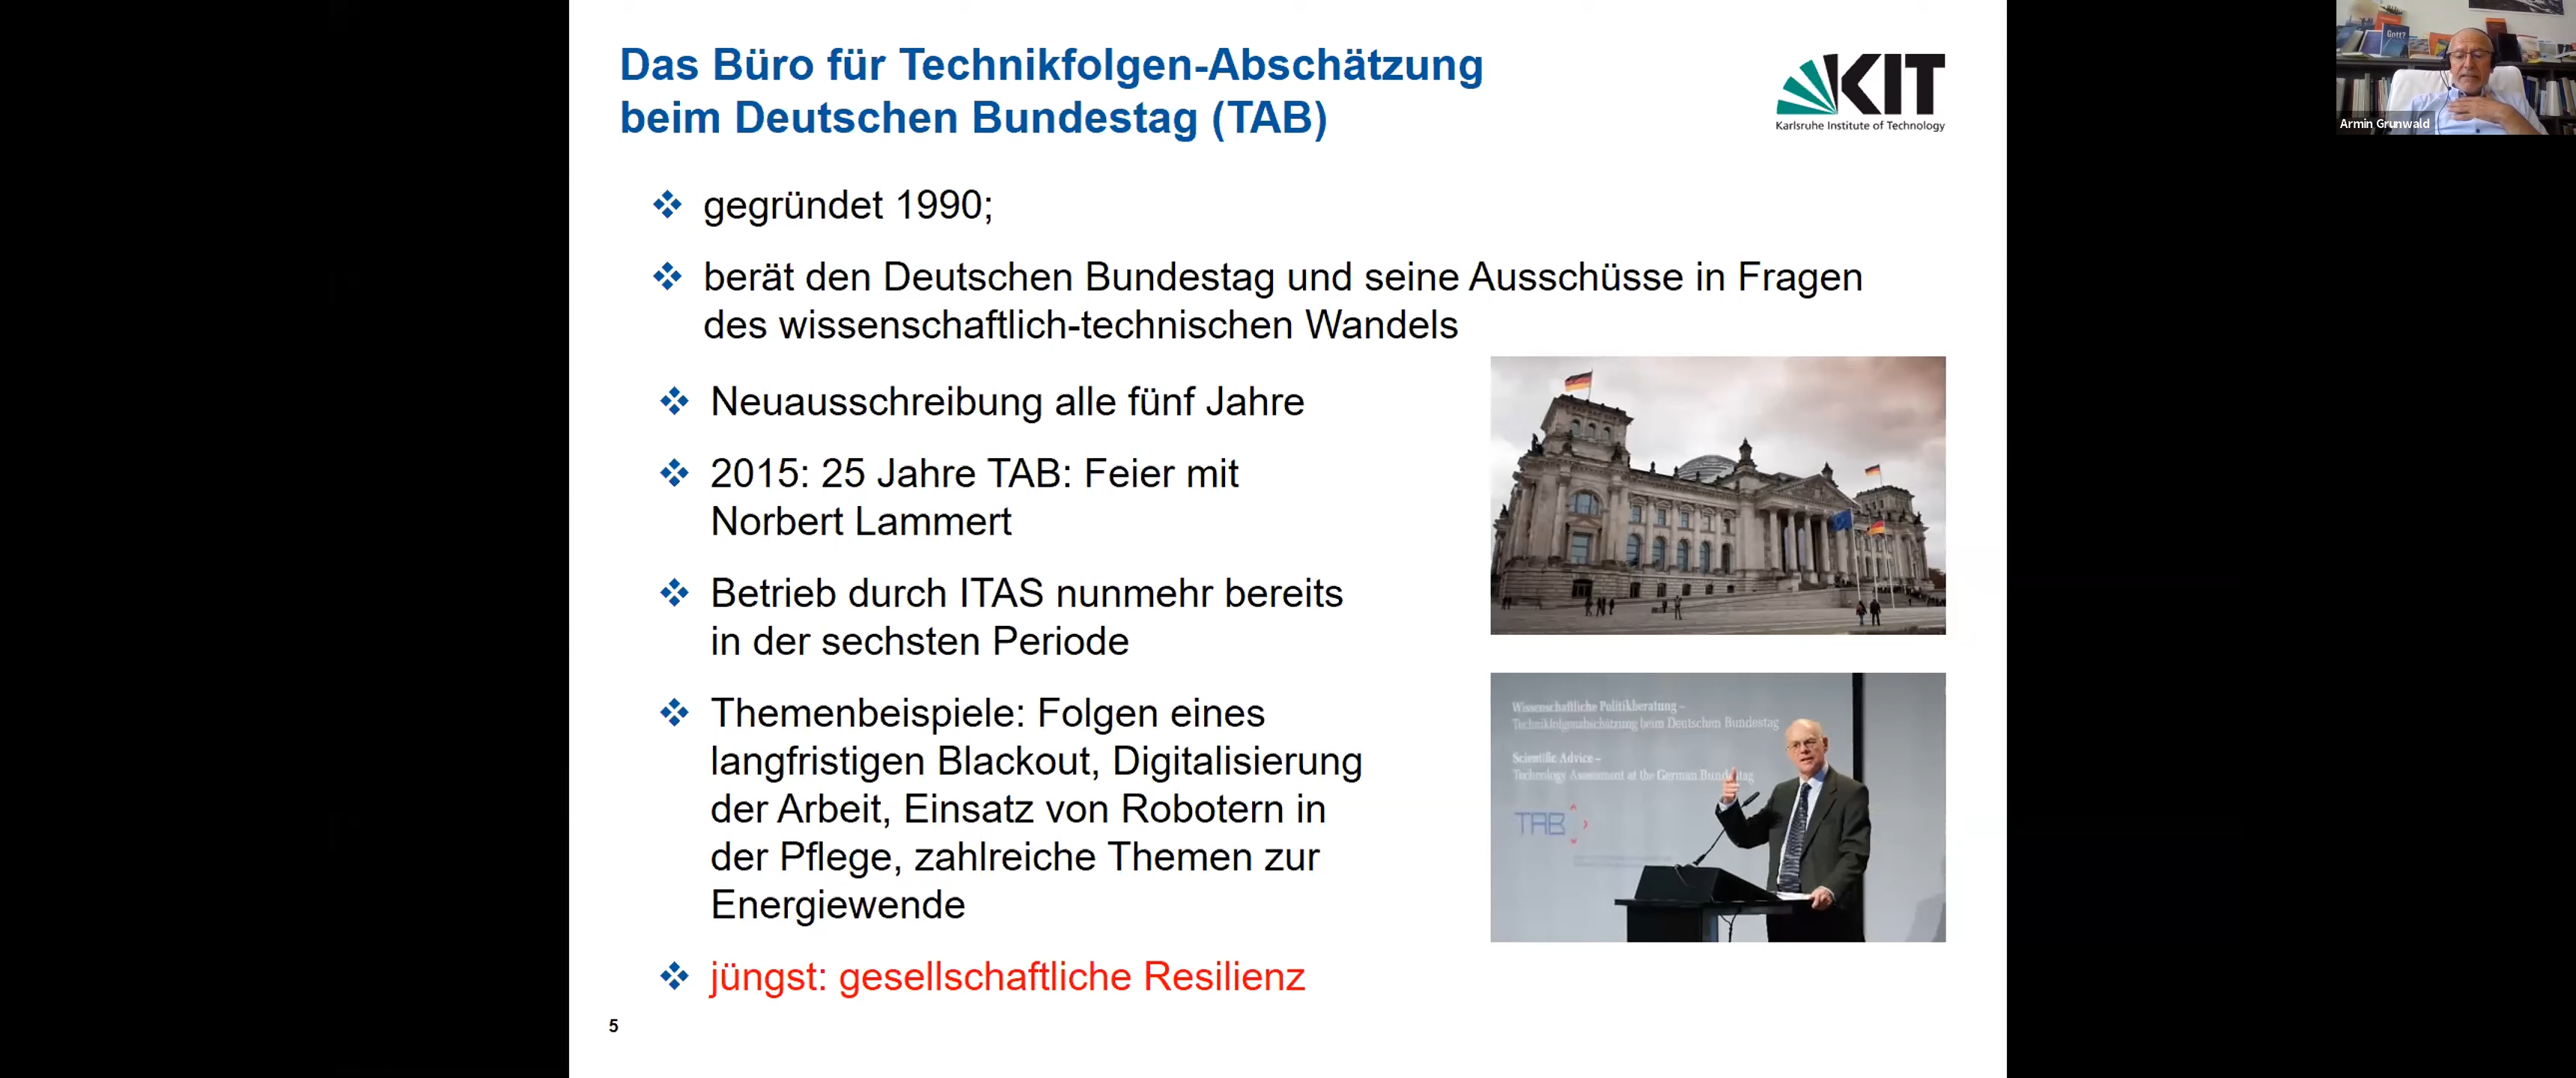 Das Büro für Technikfolgen-Abschätzung
beim Deutschen Bundestag (TAB)
KIT
Karlsruhe Institute of Technology
Gott?
Armin Grunwald
gegründet 1990;
berät den Deutschen Bundestag und seine Ausschüsse in Fragen
des wissenschaftlich-technischen Wandels
Neuausschreibung alle fünf Jahre
2015: 25 Jahre TAB: Feier mit
Norbert Lammert
Betrieb durch ITAS nunmehr bereits
in der sechsten Periode
Themenbeispiele: Folgen eines
langfristigen Blackout, Digitalisierung
der Arbeit, Einsatz von Robotern in
der Pflege, zahlreiche Themen zur
Energiewende
jüngst: gesellschaftliche Resilienz
Wissenschaftliche Politikberatung –
Technikfolgenabschätzung beim Deutschen Bundestag
Scientific Advice –
Technology Assessment at the German Bundestag
TAB
5